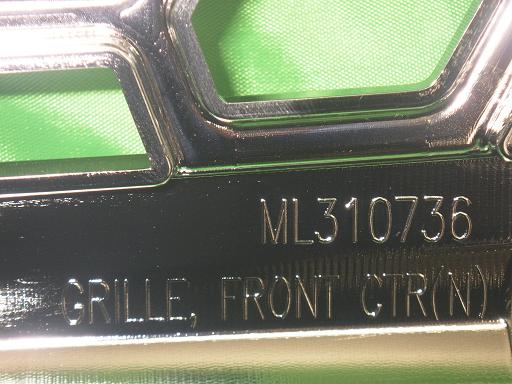 ML310736
GRILLE, FRONT CTR(N)